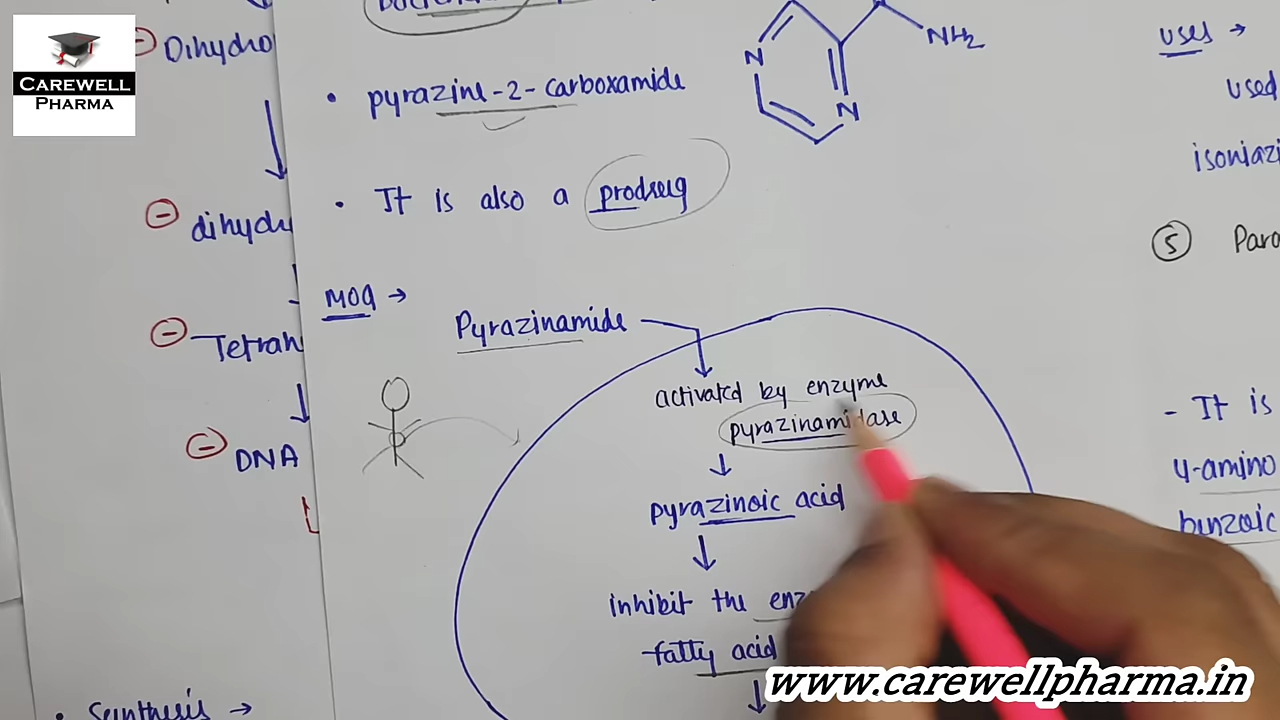 CAREWELL
PHARMA
Dihydro
dihydr
Tetrah
DNA
Synthesis →
• pyrazine-2-carboxamide
N
N
NH2
• It is also a prodrug
MOA →
Pyrazinamide
activated by enzyme
pyrazinamidase
pyrazinoic acid
inhibit the enz
fatty acid
uses →
used
isoniazi
5 Para
- It is
4-amino
benzoic
www.carewellpharma.in